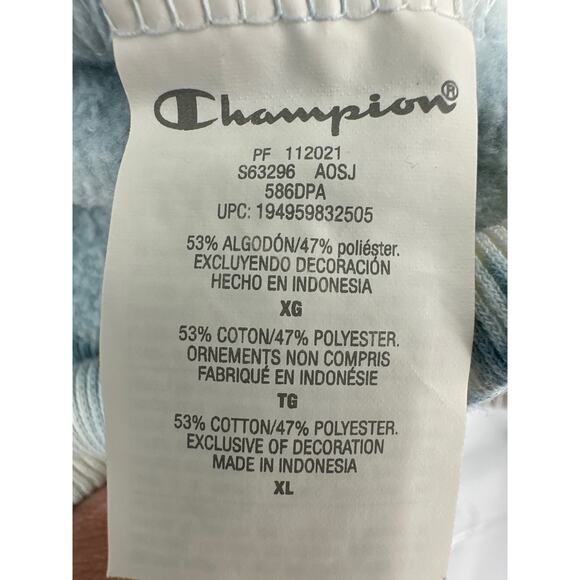 Champion®
PF 112021
S63296 AOSJ
586DPA
UPC: 194959832505
53% ALGODÓN/47% poliéster.
EXCLUYENDO DECORACIÓN
HECHO EN INDONESIA
XG
53% COTON/47% POLYESTER.
ORNEMENTS NON COMPRIS
FABRIQUÉ EN INDONÉSIE
TG
53% COTTON/47% POLYESTER.
EXCLUSIVE OF DECORATION
MADE IN INDONESIA
XL